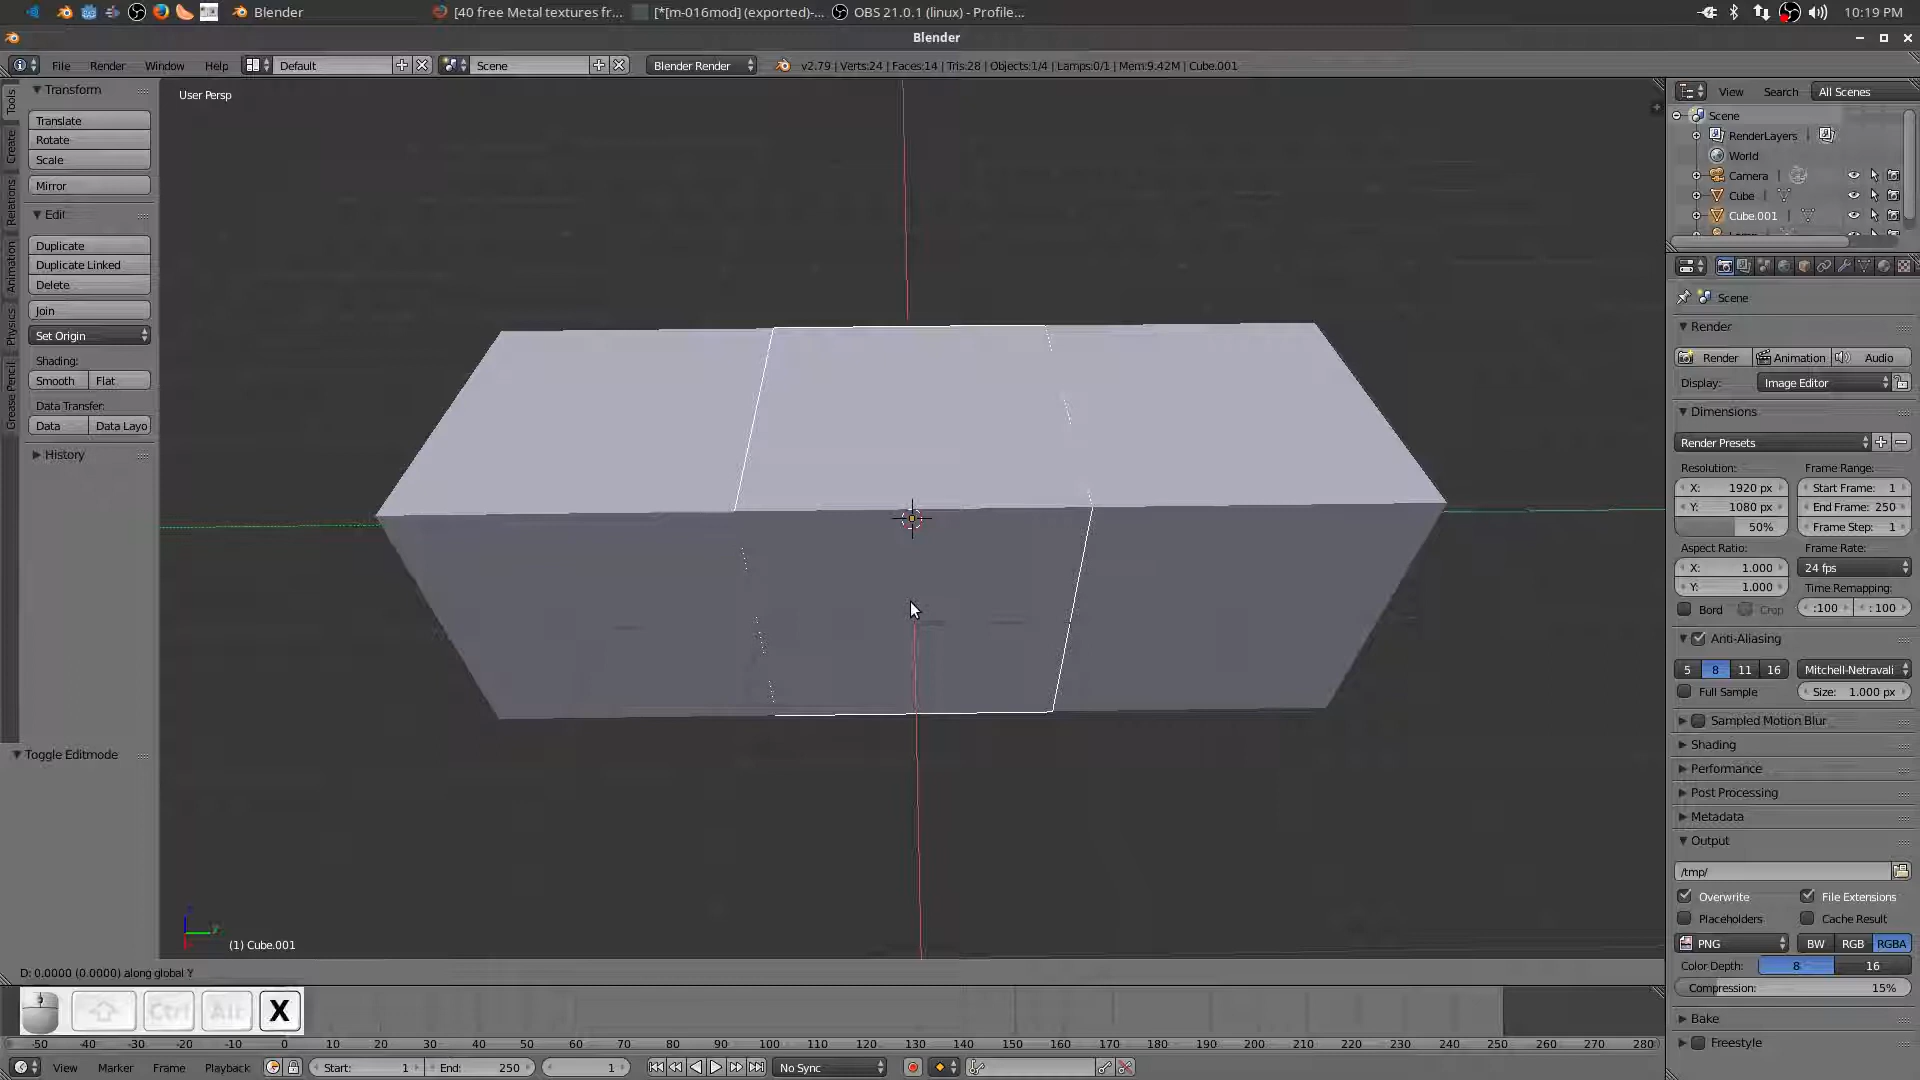 Blender
[40 free Metal textures fr...
[*[m-016mod] (exported)-...
OBS 21.0.1 (linux) - Profile...
10:19 PM
Blender
File
Render
Window
Help
Default
Scene
Blender Render
v2.79 | Verts:24 | Faces:14 | Tris:28 | Objects:1/4 | Lamps:0/1 | Mem:9.42M | Cube.001
Tools
Create
Relations
Animation
Physics
Grease Pencil
Transform
Translate
Rotate
Scale
Mirror
Edit
Duplicate
Duplicate Linked
Delete
Join
Set Origin
Shading:
Smooth
Flat
Data Transfer:
Data
Data Layo
History
Toggle Editmode
User Persp
(1) Cube.001
D: 0.0000 (0.0000) along global Y
Ctrl
Alt
X
View
Search
All Scenes
Scene
RenderLayers
World
Camera
Cube
Cube.001
Scene
Render
Render
Animation
Audio
Display:
Image Editor
Dimensions
Render Presets
Resolution:
Frame Range:
X: 1920 px
Start Frame: 1
Y: 1080 px
End Frame: 250
50%
Frame Step: 1
Aspect Ratio:
Frame Rate:
X: 1.000
24 fps
Y: 1.000
Time Remapping:
Bord
Crop
:100
: 100
Anti-Aliasing
5
8
11
16
Mitchell-Netravali
Full Sample
Size: 1.000 px
Sampled Motion Blur
Shading
Performance
Post Processing
Metadata
Output
/tmp/
Overwrite
File Extensions
Placeholders
Cache Result
PNG
BW
RGB
RGBA
Color Depth:
8
16
Compression: 15%
Bake
Freestyle
-50 -40 -30 -20 -10 0 10 20 30 40 50 60 70 80 90 100 110 120 130 140 150 160 170 180 190 200 210 220 230 240 250 260 270 280
View
Marker
Frame
Playback
Start: 1
End: 250
1
No Sync